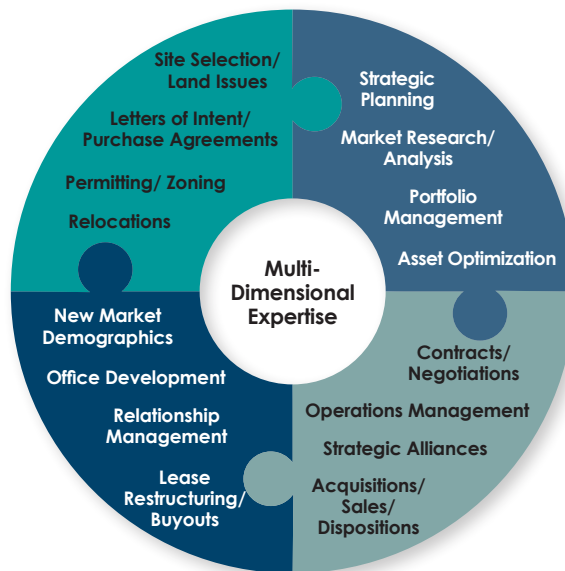 Site Selection/
Land Issues
Letters of Intent/
Purchase Agreements
Permitting/ Zoning
Relocations
Strategic
Planning
Market Research/
Analysis
Portfolio
Management
Asset Optimization
Multi-
Dimensional
Expertise
New Market
Demographics
Office Development
Relationship
Management
Lease
Restructuring/
Buyouts
Contracts/
Negotiations
Operations Management
Strategic Alliances
Acquisitions/
Sales/
Dispositions